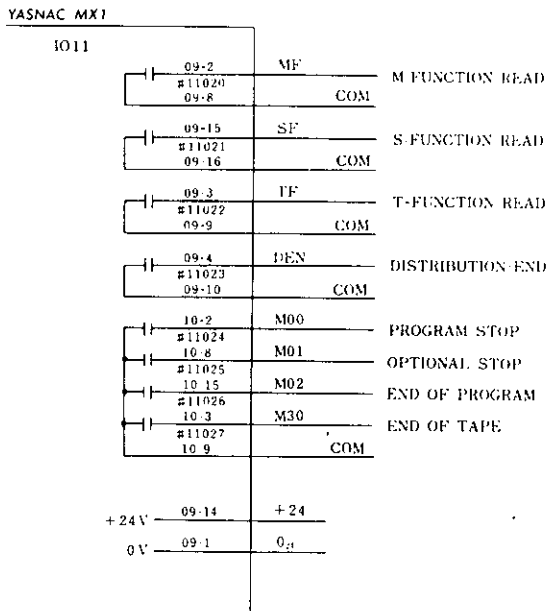 YASNAC MX1
IO11
09-2 MF M-FUNCTION READ
#11020
09-8 COM
09-15 SF S-FUNCTION READ
#11021
09-16 COM
09-3 TF T-FUNCTION READ
#11022
09-9 COM
09-4 DEN DISTRIBUTION END
#11023
09-10 COM
10-2 M00 PROGRAM STOP
#11024
10-8 M01 OPTIONAL STOP
#11025
10-15 M02 END OF PROGRAM
#11026
10-3 M30 END OF TAPE
#11027
10-9 COM
+24V 09-14 +24
0V 09-1